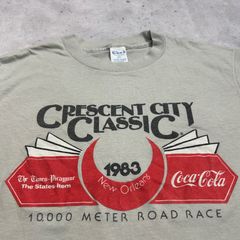 CRESCENT CITY
CLASSIC
1983
New Orleans
The Times-Picayune
The States-Item
Coca-Cola
10,000 METER ROAD RACE